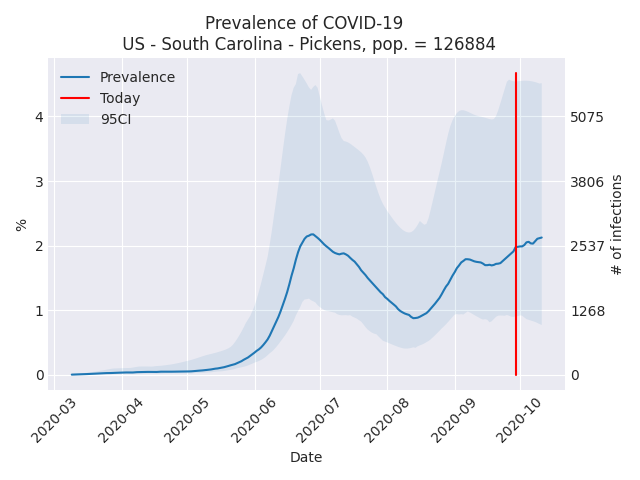 Prevalence of COVID-19
US - South Carolina - Pickens, pop. = 126884
Prevalence
Today
95CI
4
3
2
1
0
%
5075
3806
2537
1268
0
# of infections
2020-03
2020-04
2020-05
2020-06
2020-07
2020-08
2020-09
2020-10
Date